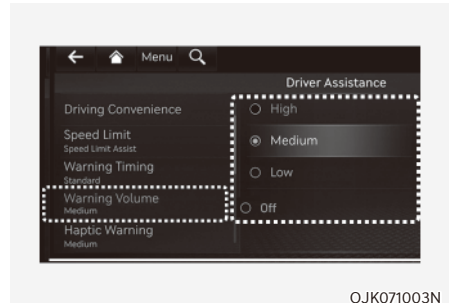 Menu
Driver Assistance
Driving Convenience
Speed Limit
Speed Limit Assist
Warning Timing
Standard
Warning Volume
Medium
Haptic Warning
Medium
High
Medium
Low
Off
OJK071003N